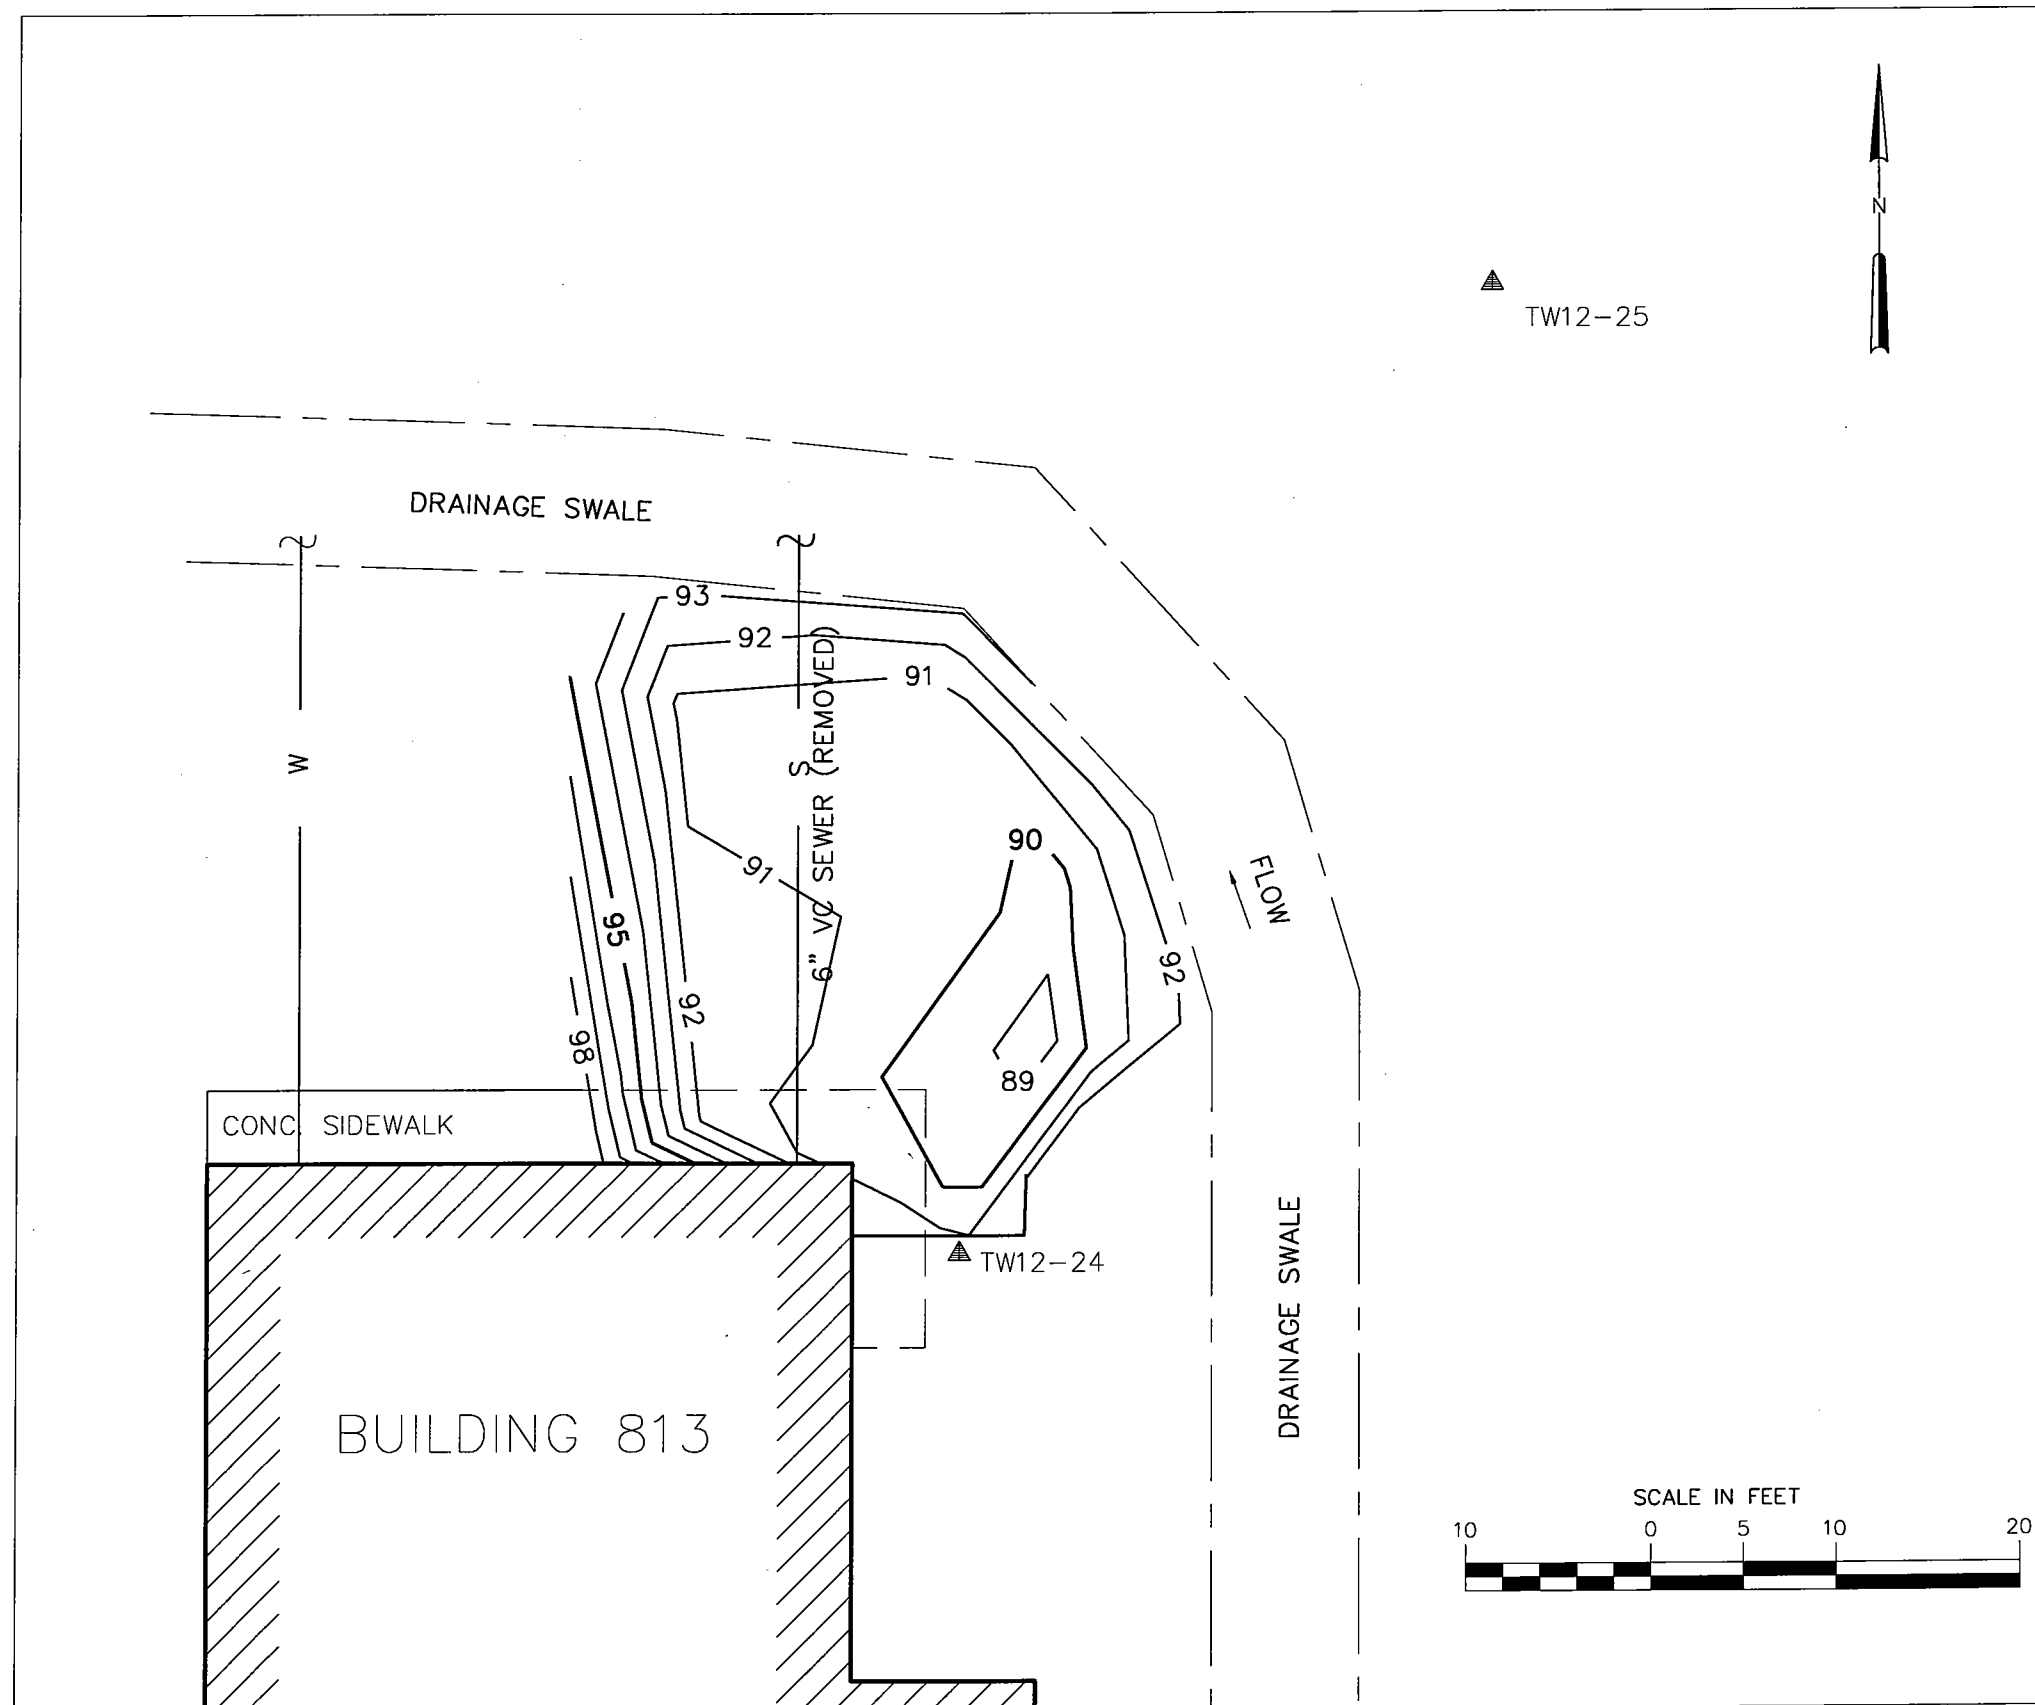 N
TW12-25
DRAINAGE SWALE
93
92
91
6" VC SEWER (REMOVED)
W
S
90
91
FLOW
95
92
92
98
89
CONC. SIDEWALK
TW12-24
DRAINAGE SWALE
BUILDING 813
SCALE IN FEET
10 0 5 10 20